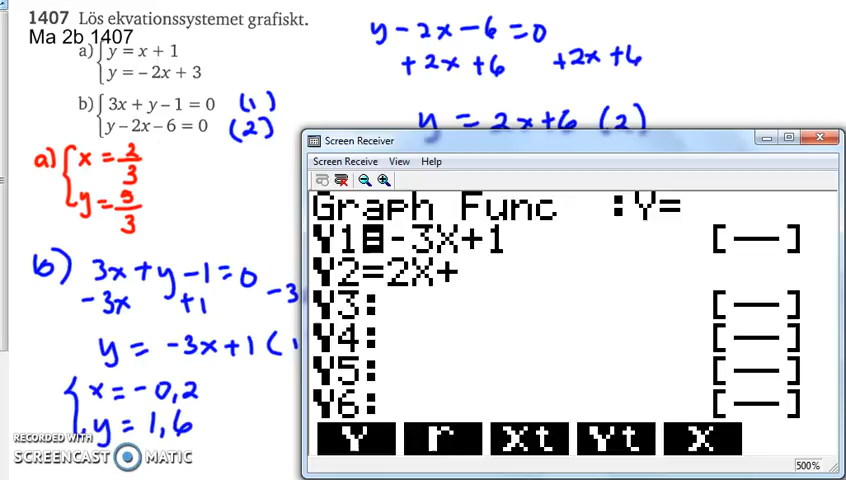 1407 Lös ekvationssystemet grafiskt.
Ma 2b 1407
a) y = x + 1
y = – 2x + 3
b) 3x + y – 1 = 0 (1)
y – 2x – 6 = 0 (2)
y - 2x - 6 = 0
+ 2x + 6 + 2x + 6
y = 2x + 6 (2)
a) x = 2/3
y = 5/3
b) 3x + y - 1 = 0
- 3x + 1 - 3
y = - 3x + 1 (1
x = - 0,2
y = 1,6
Screen Receiver
Screen Receive View Help
Graph Func :Y=
Y1=-3X+1 [—]
Y2=2X+
Y3: [—]
Y4: [—]
Y5: [—]
Y6: [—]
Y r Xt Yt X
500%
RECORDED WITH
SCREENCAST MATIC